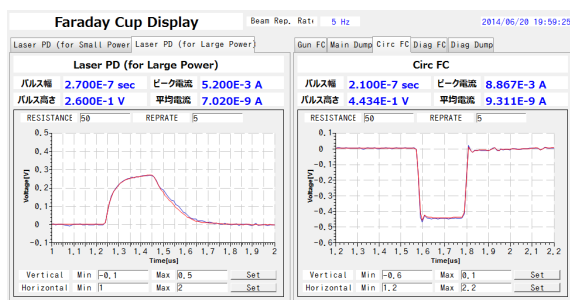 Faraday Cup Display
Beam Rep. Rate 5 Hz
2014/06/20 19:59:25
Laser PD (for Small Power) Laser PD (for Large Power)
Laser PD (for Large Power)
パルス幅 2.700E-7 sec ピーク電流 5.200E-3 A
パルス高さ 2.600E-1 V 平均電流 7.020E-9 A
RESISTANCE 50 REPRATE 5
0.5
0.4
0.3
0.2
0.1
0
-0.1
Voltage[V]
1 1.1 1.2 1.3 1.4 1.5 1.6 1.7 1.8 1.9 2
Time[us]
Vertical Min -0.1 Max 0.5 Set
Horizontal Min 1 Max 2 Set
Gun FC Main Dump Circ FC Diag FC Diag Dump
Circ FC
パルス幅 2.100E-7 sec ピーク電流 8.867E-3 A
パルス高さ 4.434E-1 V 平均電流 9.311E-9 A
RESISTANCE 50 REPRATE 5
0.1
0
-0.1
-0.2
-0.3
-0.4
-0.5
-0.6
Voltage[V]
1.2 1.3 1.4 1.5 1.6 1.7 1.8 1.9 2 2.1 2.2
Time[us]
Vertical Min -0.6 Max 0.1 Set
Horizontal Min 1.2 Max 2.2 Set